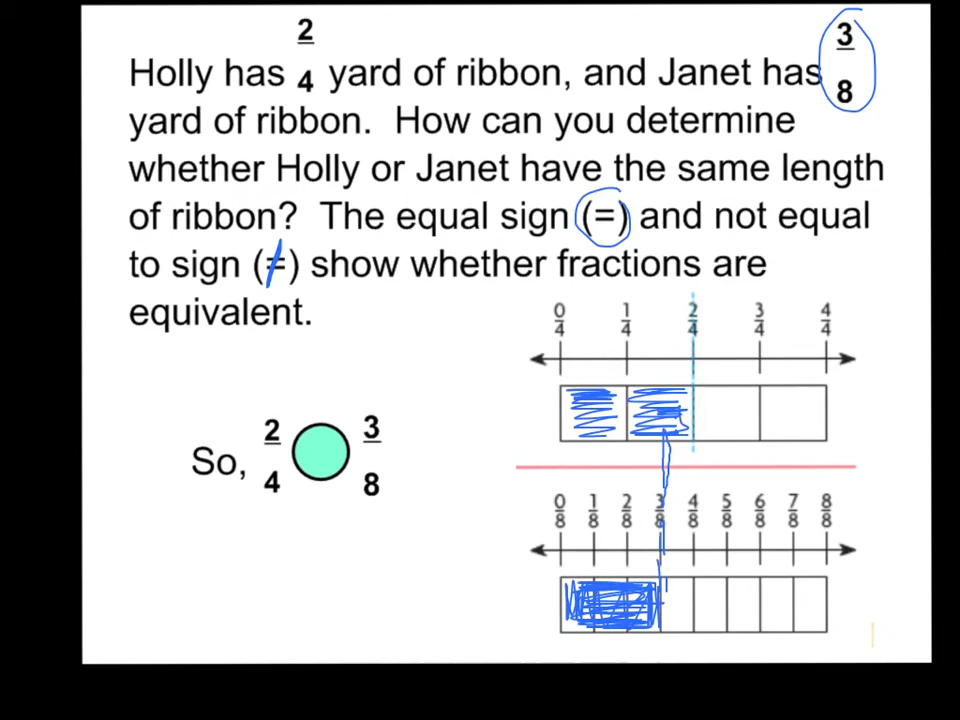 Holly has 2/4 yard of ribbon, and Janet has 3/8
yard of ribbon. How can you determine
whether Holly or Janet have the same length
of ribbon? The equal sign (=) and not equal
to sign (≠) show whether fractions are
equivalent.
0/4 1/4 2/4 3/4 4/4
So, 2/4 3/8
0/8 1/8 2/8 3/8 4/8 5/8 6/8 7/8 8/8